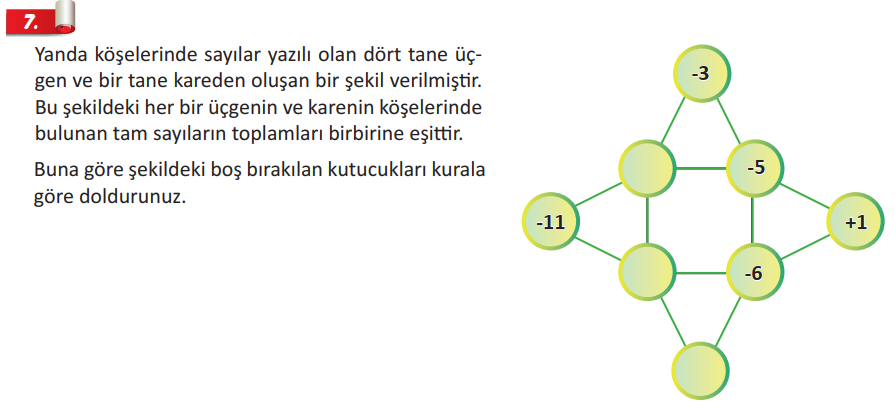 7.
Yanda köşelerinde sayılar yazılı olan dört tane üç-
gen ve bir tane kareden oluşan bir şekil verilmiştir.
Bu şekildeki her bir üçgenin ve karenin köşelerinde
bulunan tam sayıların toplamları birbirine eşittir.
Buna göre şekildeki boş bırakılan kutucukları kurala
göre doldurunuz.
-3
-5
-11
+1
-6